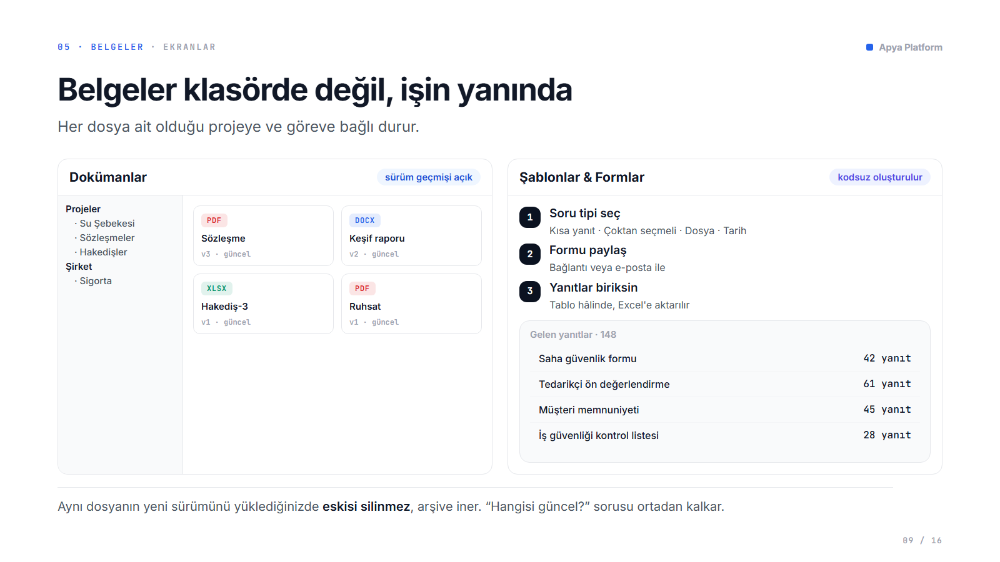 05 · BELGELER · EKRANLAR
Apya Platform
Belgeler klasörde değil, işin yanında
Her dosya ait olduğu projeye ve göreve bağlı durur.
Dokümanlar
sürüm geçmişi açık
Projeler
· Su Şebekesi
· Sözleşmeler
· Hakedişler
Şirket
· Sigorta
PDF
Sözleşme
v3 · güncel
DOCX
Keşif raporu
v2 · güncel
XLSX
Hakediş-3
v1 · güncel
PDF
Ruhsat
v1 · güncel
Şablonlar & Formlar
kodsuz oluşturulur
1
Soru tipi seç
Kısa yanıt · Çoktan seçmeli · Dosya · Tarih
2
Formu paylaş
Bağlantı veya e-posta ile
3
Yanıtlar biriksin
Tablo hâlinde, Excel'e aktarılır
Gelen yanıtlar · 148
Saha güvenlik formu 42 yanıt
Tedarikçi ön değerlendirme 61 yanıt
Müşteri memnuniyeti 45 yanıt
İş güvenliği kontrol listesi 28 yanıt
Aynı dosyanın yeni sürümünü yüklediğinizde eskisi silinmez, arşive iner. “Hangisi güncel?” sorusu ortadan kalkar.
09 / 16